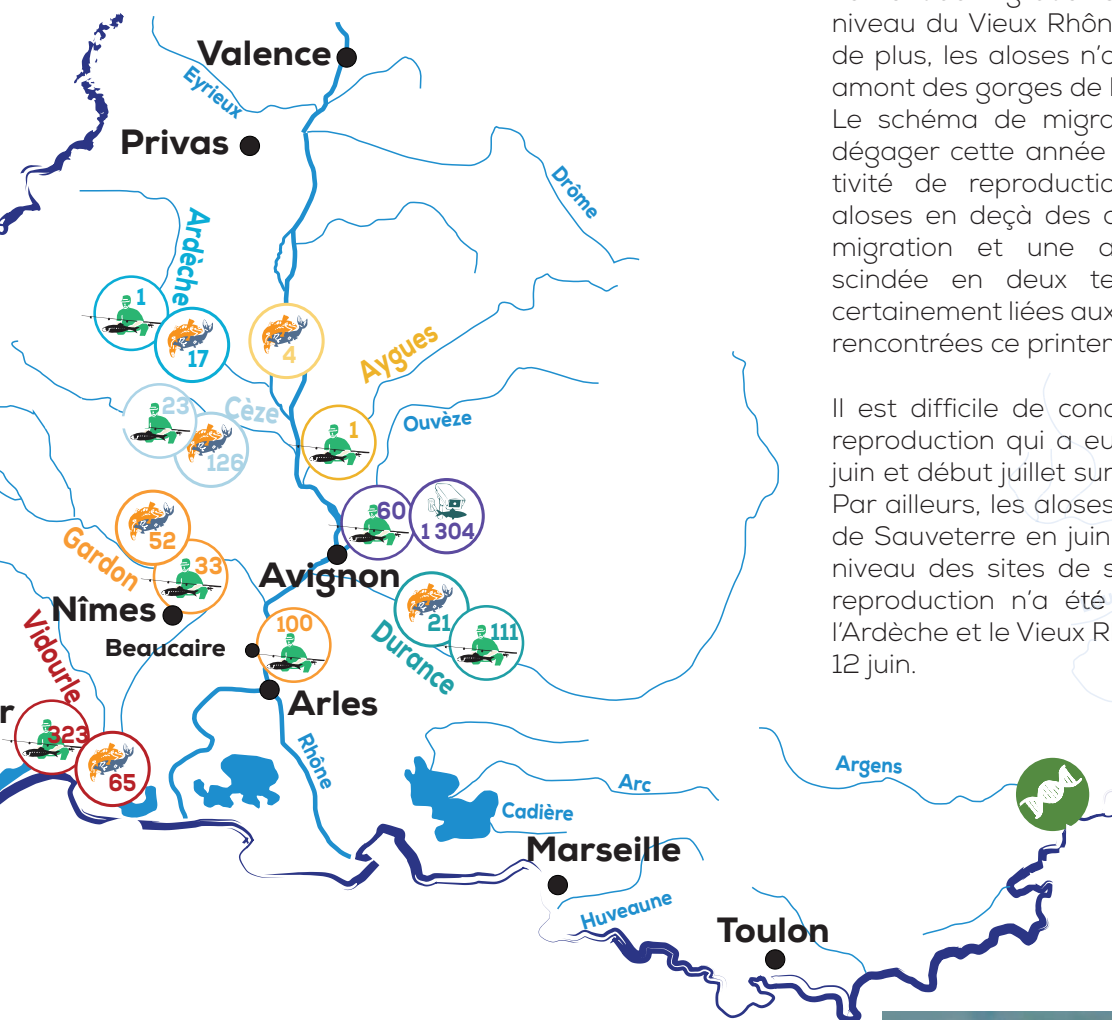 Valence
Eyrieux
Privas
Drôme
Ardèche
1
17
4
Aygues
23
Cèze
126
1
Ouvèze
60
1 304
52
Gardon
33
Avignon
Nîmes
21
111
Durance
100
Beaucaire
Vidourle
Arles
r
323
65
Rhône
Argens
Arc
Cadière
Marseille
Huveaune
Toulon
niveau du Vieux Rhôn
de plus, les aloses n'
amont des gorges de
Le schéma de migra
dégager cette année
tivité de reproductio
aloses en deçà des
migration et une
scindée en deux te
certainement liées aux
rencontrées ce printer
Il est difficile de conc
reproduction qui a eu
juin et début juillet sur
Par ailleurs, les aloses
de Sauveterre en juin
niveau des sites de s
reproduction n'a été
l'Ardèche et le Vieux R
12 juin.